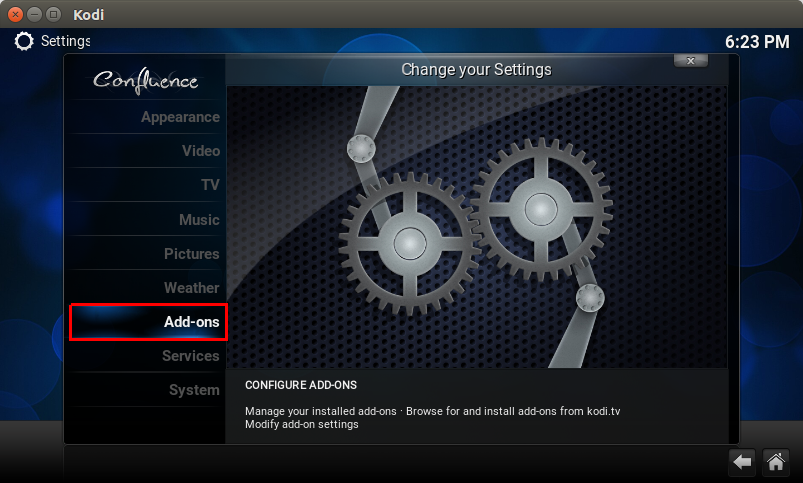 Kodi
Settings
6:23 PM
Confluence
Change your Settings
x
Appearance
Video
TV
Music
Pictures
Weather
Add-ons
Services
System
CONFIGURE ADD-ONS
Manage your installed add-ons · Browse for and install add-ons from kodi.tv
Modify add-on settings